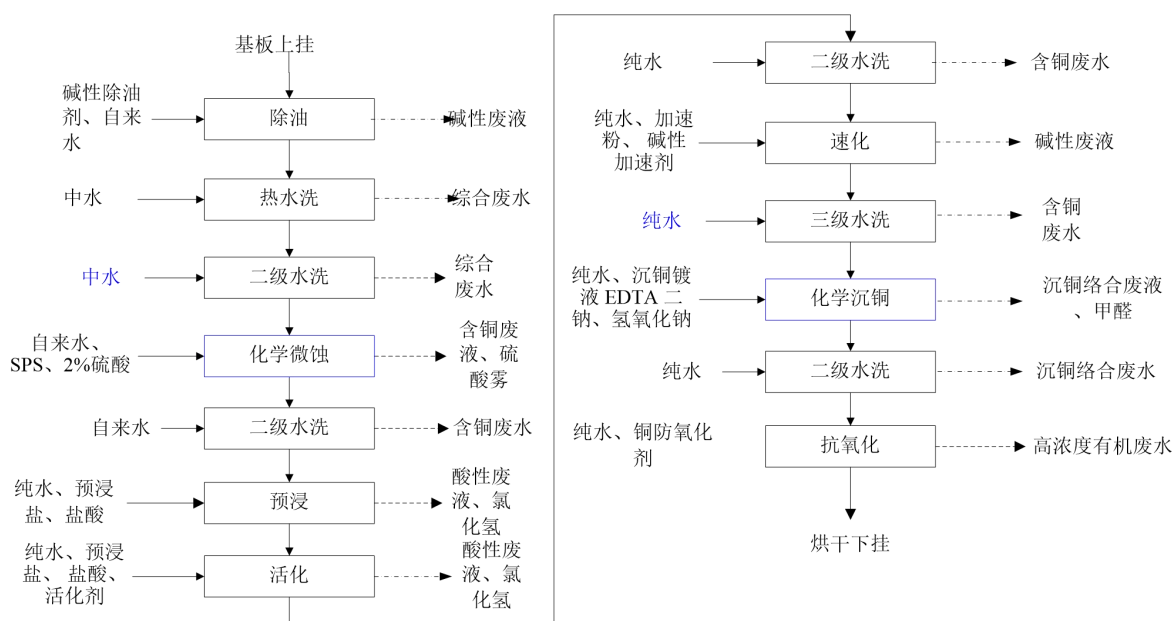 基板上挂
碱性除油
剂、自来
水
除油
碱性废液
中水
热水洗
综合废水
中水
二级水洗
综合
废水
自来水、
SPS、2%硫酸
化学微蚀
含铜废
液、硫
酸雾
自来水
二级水洗
含铜废水
纯水、预浸
盐、盐酸
预浸
酸性废
液、氯
化氢
纯水、预浸
盐、 盐酸、
活化剂
活化
酸性废
液、氯
化氢
纯水
二级水洗
含铜废水
纯水、加速
粉、 碱性
加速剂
速化
碱性废液
纯水
三级水洗
含铜
废水
纯水、沉铜镀
液 EDTA 二
钠、氢氧化钠
化学沉铜
沉铜络合废液
、甲醛
纯水
二级水洗
沉铜络合废水
纯水、铜防氧化
剂
抗氧化
高浓度有机废水
烘干下挂